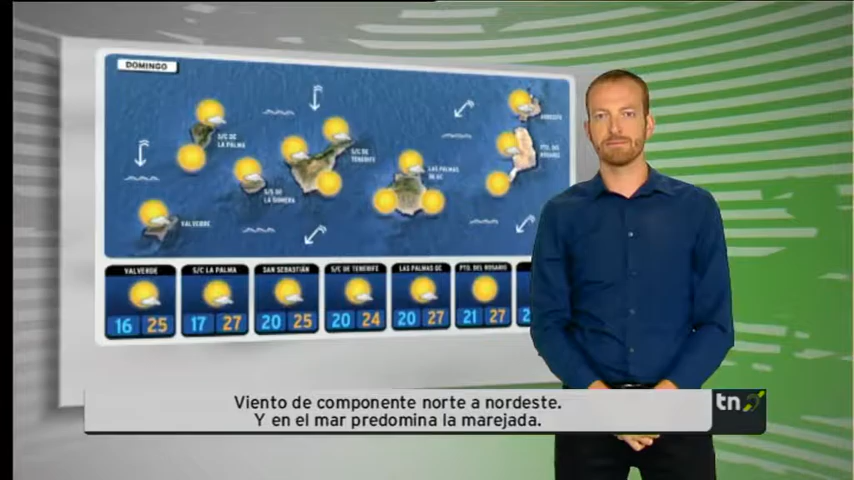 DOMINGO
S/C DE
LA PALMA
S/C DE
TENERIFE
ARRECIFE
PTO. DEL
ROSARIO
LAS PALMAS
DE GC
S/S DE
LA GOMERA
VALVERDE
VALVERDE
16 25
S/C LA PALMA
17 27
SAN SEBASTIÁN
20 25
S/C DE TENERIFE
20 24
LAS PALMAS GC
20 27
PTO. DEL ROSARIO
21 27
Viento de componente norte a nordeste.
Y en el mar predomina la marejada.
tn